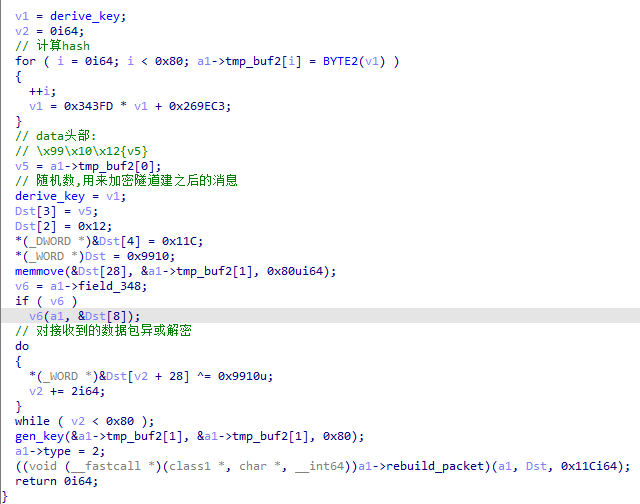 v1 = derive_key;
v2 = 0i64;
// 计算hash
for ( i = 0i64; i < 0x80; a1->tmp_buf2[i] = BYTE2(v1) )
{
++i;
v1 = 0x343FD * v1 + 0x269EC3;
}
// data头部:
// \x99\x10\x12{v5}
v5 = a1->tmp_buf2[0];
// 随机数,用来加密隧道建之后的消息
derive_key = v1;
Dst[3] = v5;
Dst[2] = 0x12;
*(_DWORD *)&Dst[4] = 0x11C;
*(_WORD *)Dst = 0x9910;
memmove(&Dst[28], &a1->tmp_buf2[1], 0x80ui64);
v6 = a1->field_348;
if ( v6 )
v6(a1, &Dst[8]);
// 对接收到的数据包异或解密
do
{
*(_WORD *)&Dst[v2 + 28] ^= 0x9910u;
v2 += 2i64;
}
while ( v2 < 0x80 );
gen_key(&a1->tmp_buf2[1], &a1->tmp_buf2[1], 0x80);
a1->type = 2;
((void (__fastcall *)(class1 *, char *, __int64))a1->rebuild_packet)(a1, Dst, 0x11Ci64);
return 0i64;
}